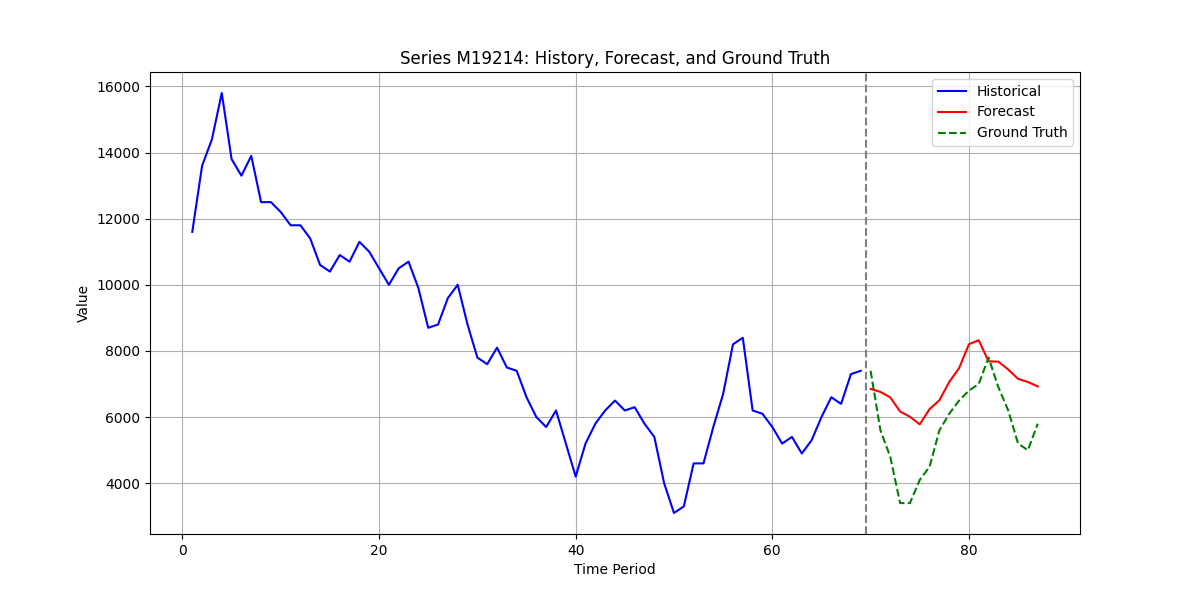 Series M19214: History, Forecast, and Ground Truth
Historical
Forecast
Ground Truth
16000
14000
12000
10000
8000
6000
4000
Value
0 20 40 60 80
Time Period